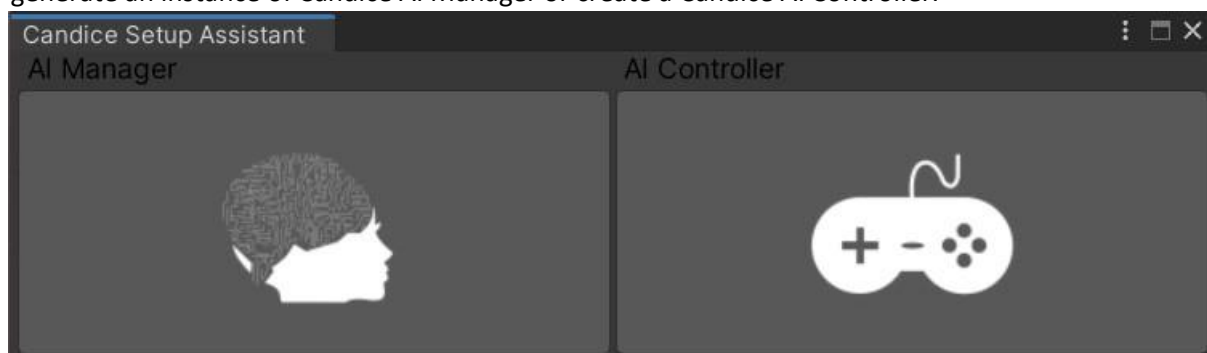 generate an instance of Candice AI Manager or create a Candice AI Controller.
Candice Setup Assistant
AI Manager
AI Controller